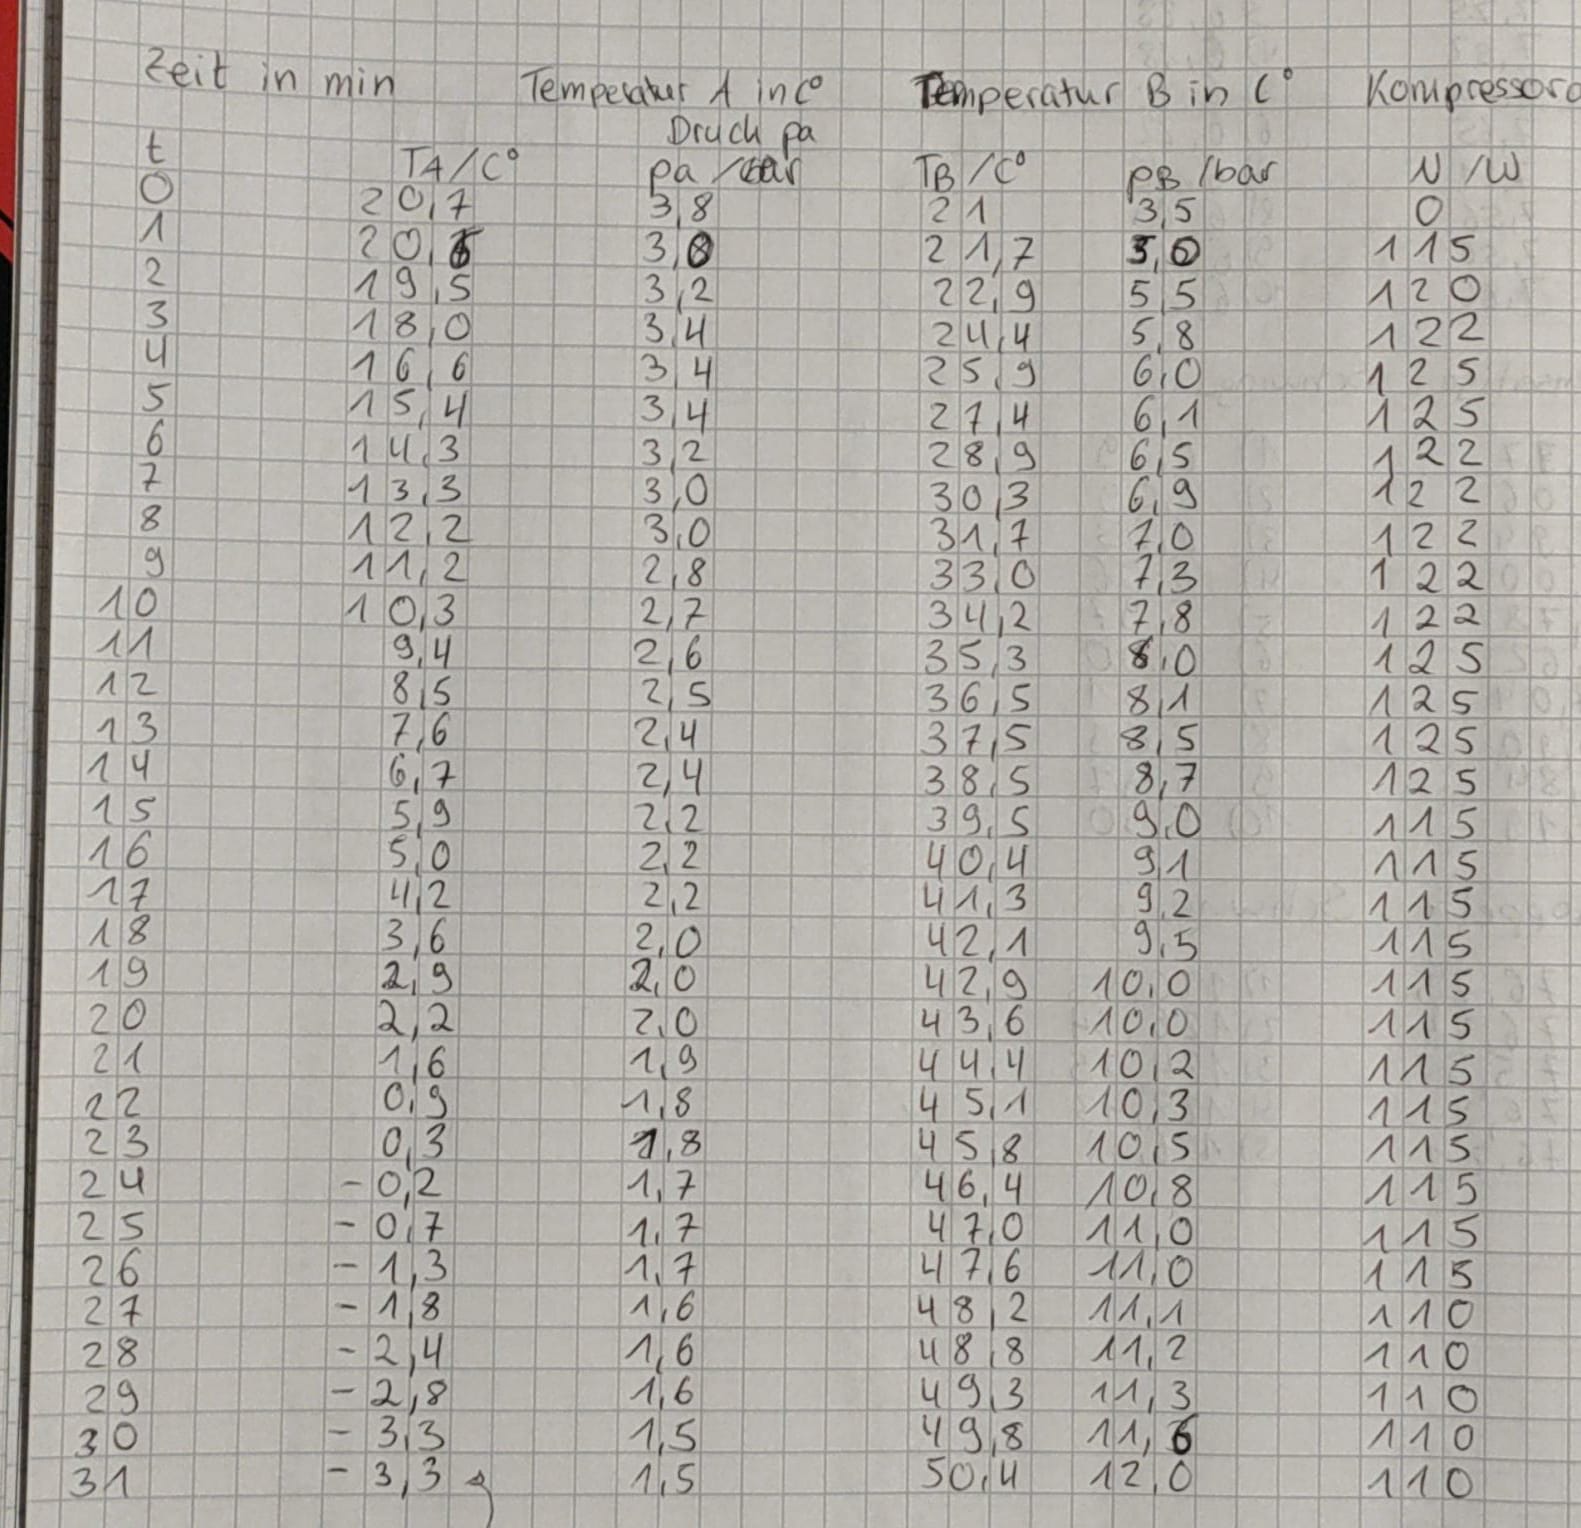 Zeit in min Temperatur A in C° Temperatur B in C° Kompressor
Druck pa
t TA/C° pa/bar TB/C° pB/bar N/W
0 20,7 3,8 21 3,5 0
1 20,6 3,0 21,7 5,0 115
2 19,5 3,2 22,9 5,5 120
3 18,0 3,4 24,4 5,8 122
4 16,6 3,4 25,9 6,0 125
5 15,4 3,4 27,4 6,1 125
6 14,3 3,2 28,9 6,5 122
7 13,3 3,0 30,3 6,9 122
8 12,2 3,0 31,7 7,0 122
9 11,2 2,8 33,0 7,3 122
10 10,3 2,7 34,2 7,8 122
11 9,4 2,6 35,3 8,0 125
12 8,5 2,5 36,5 8,1 125
13 7,6 2,4 37,5 8,5 125
14 6,7 2,4 38,5 8,7 125
15 5,9 2,2 39,5 9,0 115
16 5,0 2,2 40,4 9,1 115
17 4,2 2,2 41,3 9,2 115
18 3,6 2,0 42,1 9,5 115
19 2,9 2,0 42,9 10,0 115
20 2,2 2,0 43,6 10,0 115
21 1,6 1,9 44,4 10,2 115
22 0,9 1,8 45,1 10,3 115
23 0,3 1,8 45,8 10,5 115
24 -0,2 1,7 46,4 10,8 115
25 -0,7 1,7 47,0 11,0 115
26 -1,3 1,7 47,6 11,0 115
27 -1,8 1,6 48,2 11,1 110
28 -2,4 1,6 48,8 11,2 110
29 -2,8 1,6 49,3 11,3 110
30 -3,3 1,5 49,8 11,6 110
31 -3,3 1,5 50,4 12,0 110